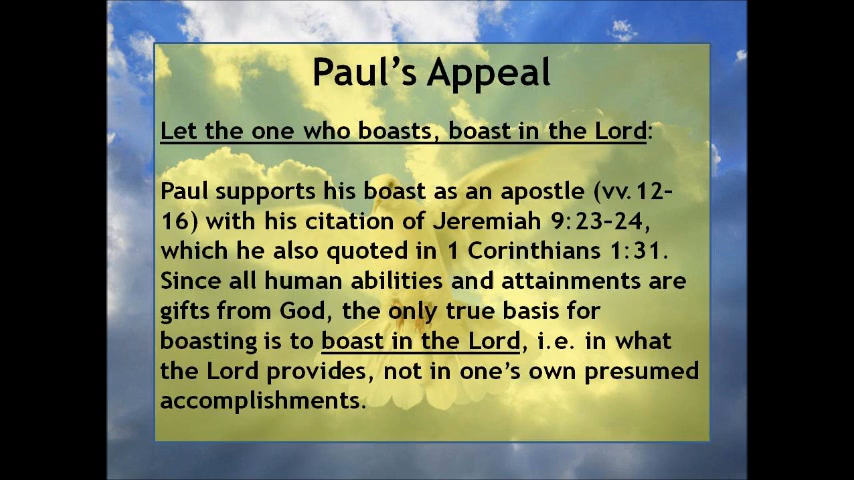 Paul’s Appeal
Let the one who boasts, boast in the Lord:
Paul supports his boast as an apostle (vv.12–
16) with his citation of Jeremiah 9:23–24,
which he also quoted in 1 Corinthians 1:31.
Since all human abilities and attainments are
gifts from God, the only true basis for
boasting is to boast in the Lord, i.e. in what
the Lord provides, not in one’s own presumed
accomplishments.